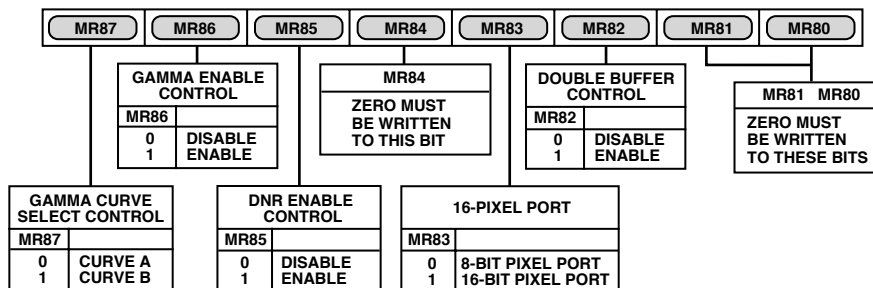 MR87 MR86 MR85 MR84 MR83 MR82 MR81 MR80
GAMMA ENABLE
CONTROL
MR86
0 DISABLE
1 ENABLE
MR84
ZERO MUST
BE WRITTEN
TO THIS BIT
DOUBLE BUFFER
CONTROL
MR82
0 DISABLE
1 ENABLE
MR81 MR80
ZERO MUST
BE WRITTEN
TO THESE BITS
GAMMA CURVE
SELECT CONTROL
MR87
0 CURVE A
1 CURVE B
DNR ENABLE
CONTROL
MR85
0 DISABLE
1 ENABLE
16-PIXEL PORT
MR83
0 8-BIT PIXEL PORT
1 16-BIT PIXEL PORT